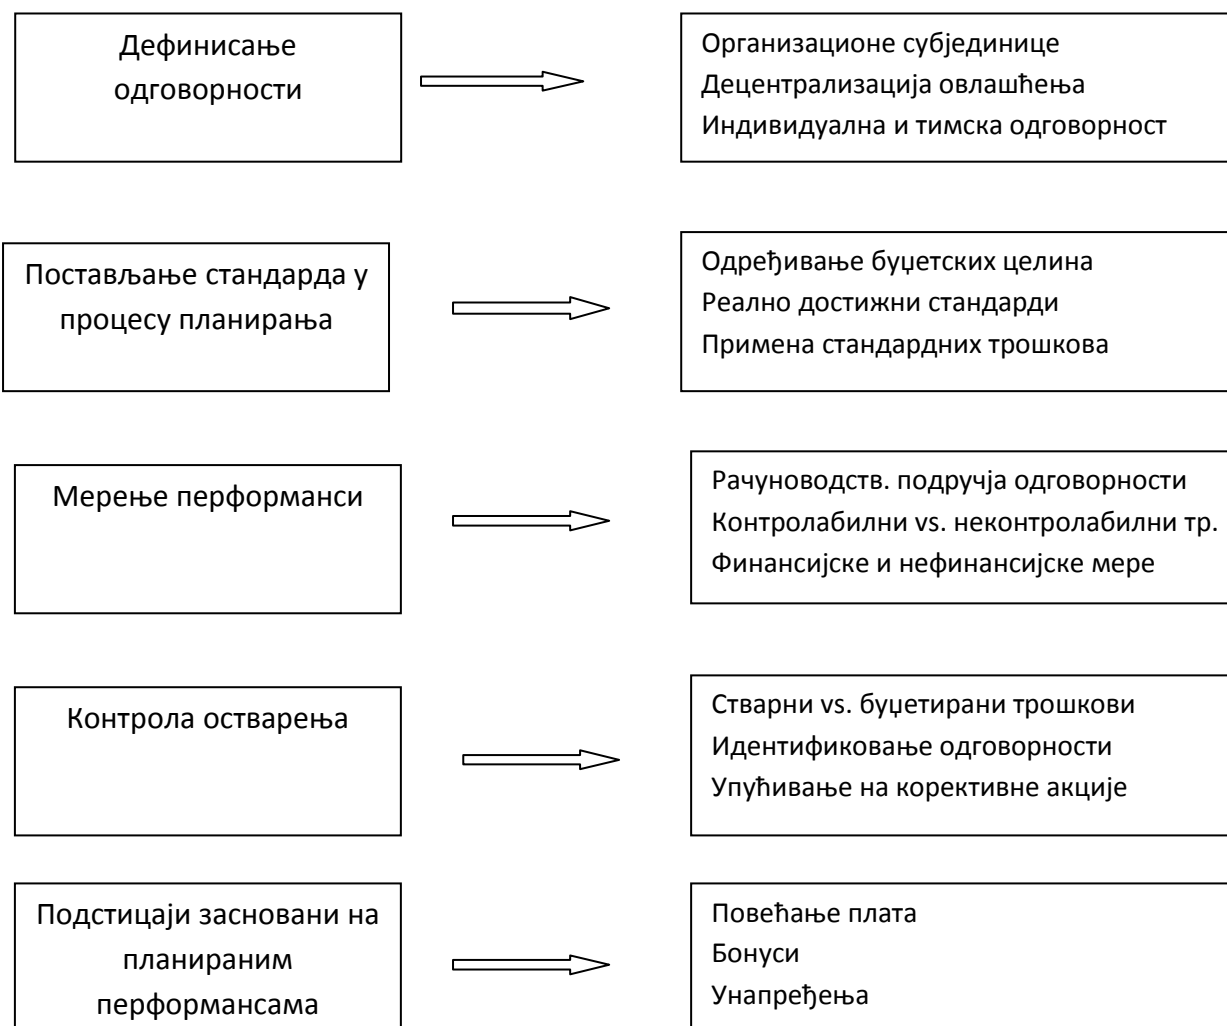 Дефинисање
одговорности
Организационе субјединице
Децентрализација овлашћења
Индивидуална и тимска одговорност
Постављање стандарда у
процесу планирања
Одређивање буџетских целина
Реално достижни стандарди
Примена стандардних трошкова
Мерење перформанси
Рачуноводств. подручја одговорности
Контролабилни vs. неконтролабилни тр.
Финансијске и нефинансијске мере
Контрола остварења
Стварни vs. буџетирани трошкови
Идентификовање одговорности
Упућивање на корективне акције
Подстицаји засновани на
планираним
перформансама
Повећање плата
Бонуси
Унапређења